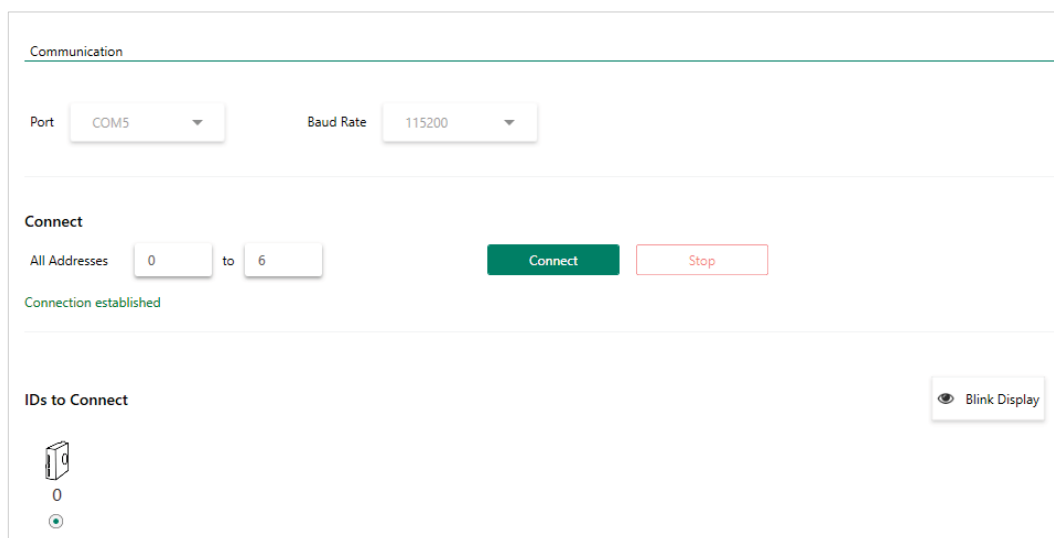 Communication
Port COM5 Baud Rate 115200
Connect
All Addresses 0 to 6 Connect Stop
Connection established
IDs to Connect Blink Display
0